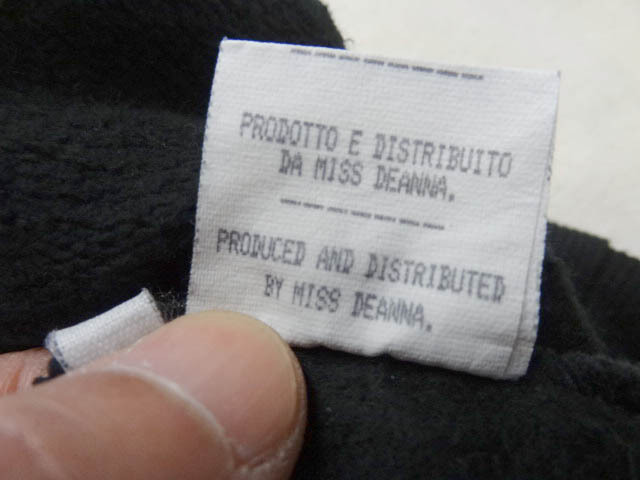 PRODOTTO E DISTRIBUITO
DA MISS DEANNA.
PRODUCED AND DISTRIBUTED
BY MISS DEANNA.